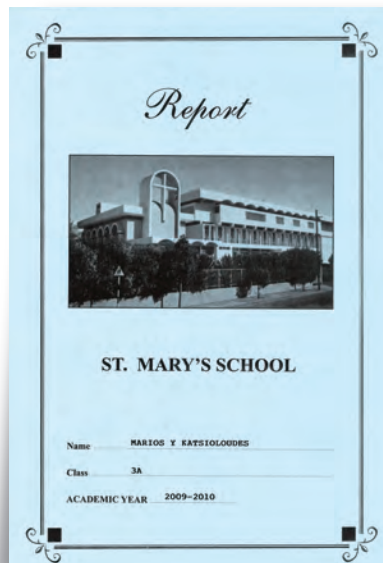 Report
ST. MARY'S SCHOOL
Name MARIOS Y KATSIOLOUDES
Class 3A
ACADEMIC YEAR 2009-2010